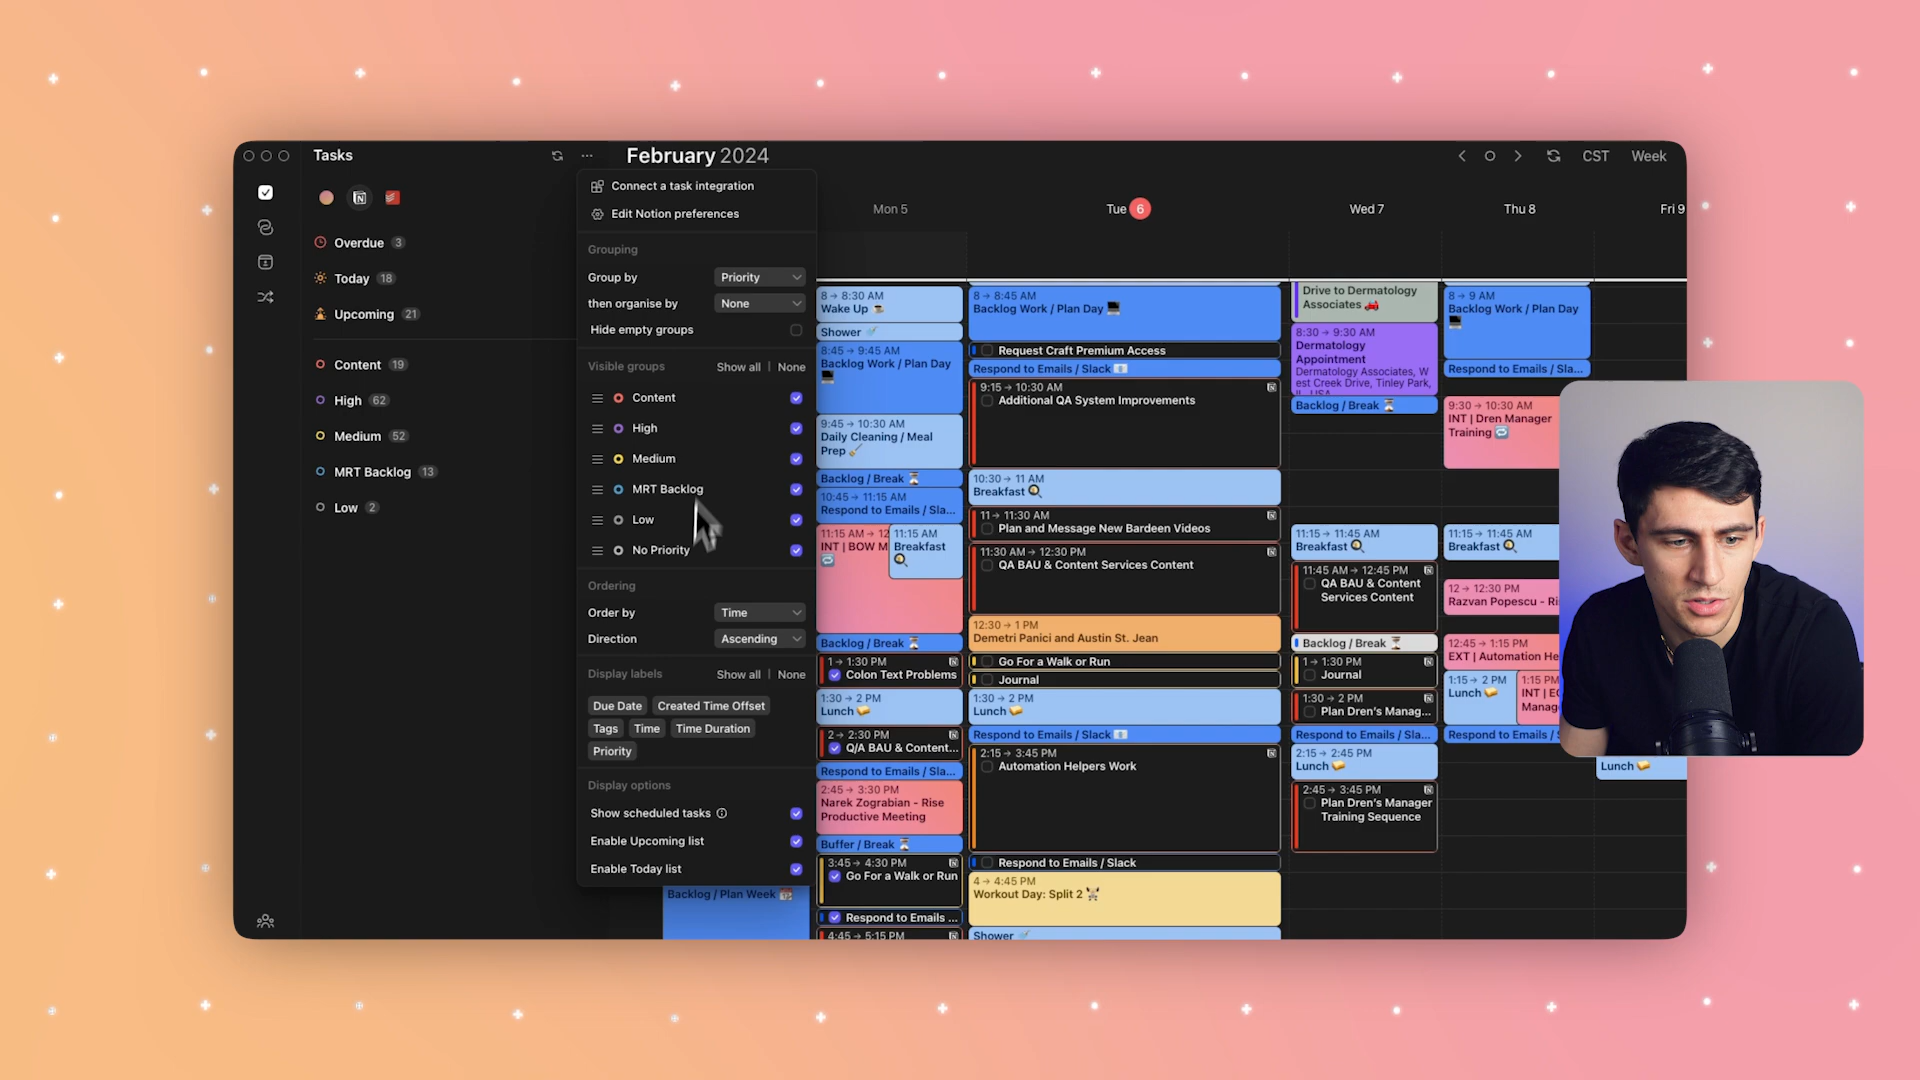 Tasks
Overdue 3
Today 18
Upcoming 21
Content 19
High 62
Medium 52
MRT Backlog 13
Low 2
February 2024
CST
Week
Connect a task integration
Edit Notion preferences
Grouping
Group by Priority
then organise by None
Hide empty groups
Visible groups Show all | None
Content
High
Medium
MRT Backlog
Low
No Priority
Ordering
Order by Time
Direction Ascending
Display labels Show all | None
Due Date Created Time Offset
Tags Time Time Duration
Priority
Display options
Show scheduled tasks
Enable Upcoming list
Enable Today list
Backlog / Plan Week
Mon 5
8 → 8:30 AM
Wake Up
Shower
8:45 → 9:45 AM
Backlog Work / Plan Day
9:45 → 10:30 AM
Daily Cleaning / Meal
Prep
Backlog / Break
10:45 → 11:15 AM
Respond to Emails / Sla...
11:15 AM → 12
INT | BOW M
11:15 AM
Breakfast
Backlog / Break
1 → 1:30 PM
Colon Text Problems
1:30 → 2 PM
Lunch
2 → 2:30 PM
Q/A BAU & Content...
Respond to Emails / Sla...
2:45 → 3:30 PM
Narek Zograbian - Rise
Productive Meeting
Buffer / Break
3:45 → 4:30 PM
Go For a Walk or Run
Respond to Emails ...
4:45 → 5:15 PM
Tue 6
8 → 8:45 AM
Backlog Work / Plan Day
Request Craft Premium Access
Respond to Emails / Slack
9:15 → 10:30 AM
Additional QA System Improvements
10:30 → 11 AM
Breakfast
11 → 11:30 AM
Plan and Message New Bardeen Videos
11:30 AM → 12:30 PM
QA BAU & Content Services Content
12:30 → 1 PM
Demetri Panici and Austin St. Jean
Go For a Walk or Run
Journal
1:30 → 2 PM
Lunch
Respond to Emails / Slack
2:15 → 3:45 PM
Automation Helpers Work
Respond to Emails / Slack
4 → 4:45 PM
Workout Day: Split 2
Shower
Wed 7
Drive to Dermatology
Associates
8:30 → 9:30 AM
Dermatology
Appointment
Dermatology Associates, W
est Creek Drive, Tinley Park,
Backlog / Break
11:15 → 11:45 AM
Breakfast
11:45 AM → 12:45 PM
QA BAU & Content
Services Content
Backlog / Break
1 → 1:30 PM
Journal
1:30 → 2 PM
Plan Dren's Manag...
Respond to Emails / Sla...
2:15 → 2:45 PM
Lunch
2:45 → 3:45 PM
Plan Dren's Manager
Training Sequence
Thu 8
8 → 9 AM
Backlog Work / Plan Day
Respond to Emails / Sla...
9:30 → 10:30 AM
INT | Dren Manager
Training
11:15 → 11:45 AM
Breakfast
12 → 12:30 PM
Razvan Popescu - Ri
12:45 → 1:15 PM
EXT | Automation He
1:15 → 2 PM
Lunch
1:15 PM
INT | E
Manag
Respond to Emails /
Fri 9
Lunch